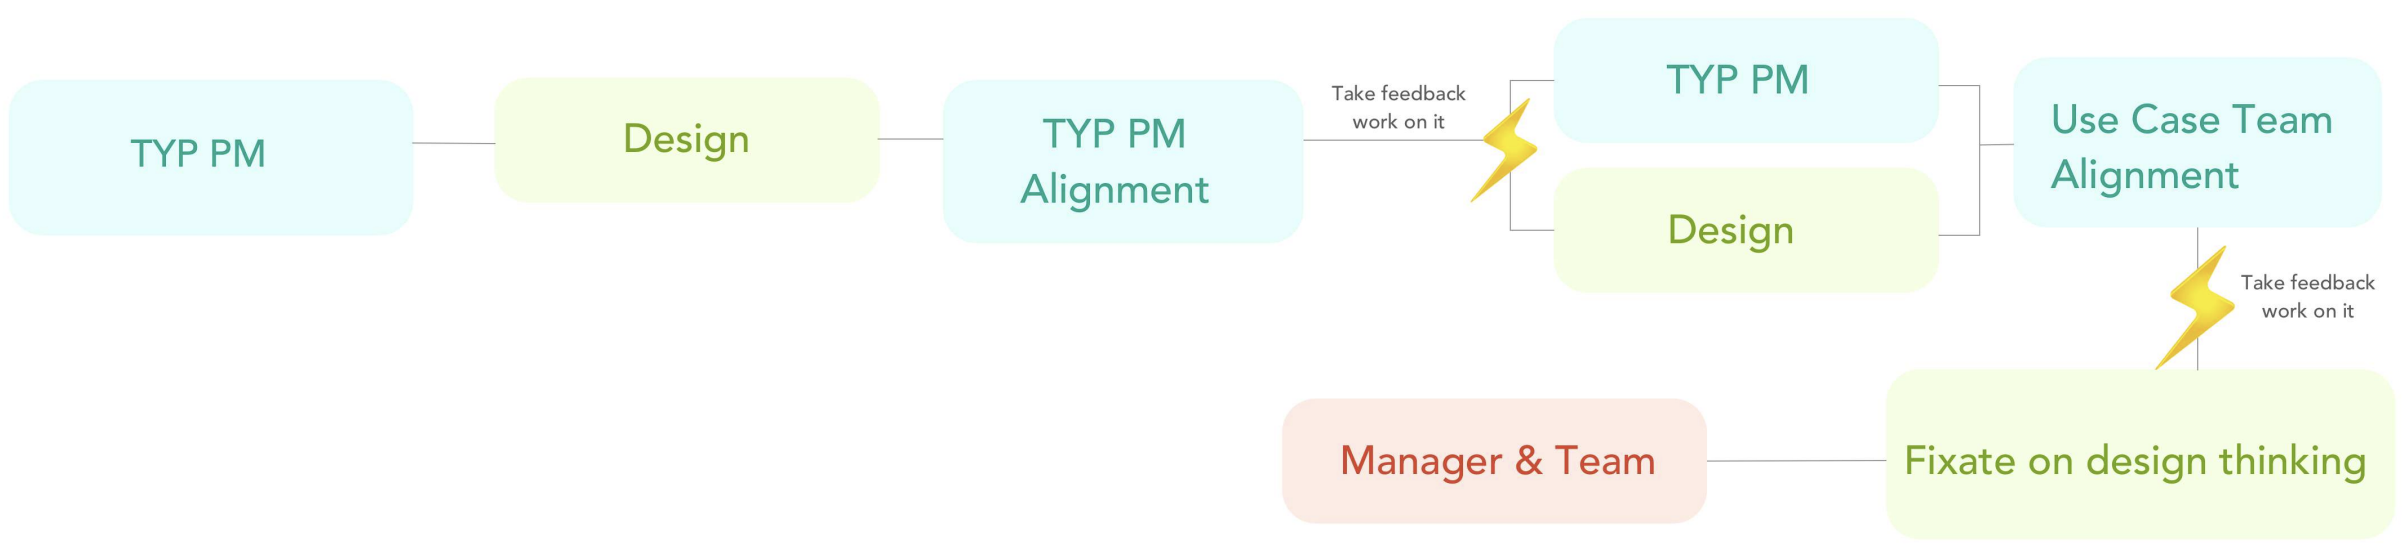 TYP PM
Design
TYP PM
Alignment
Take feedback
work on it
TYP PM
Design
Use Case Team
Alignment
Take feedback
work on it
Fixate on design thinking
Manager & Team